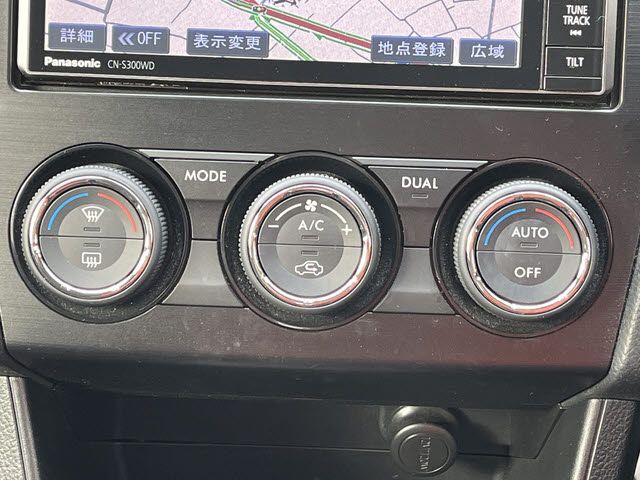 詳細
≪OFF
表示変更
地点登録
広域
TUNE
TRACK
TILT
Panasonic CN-S300WD
MODE
DUAL
A/C
- +
AUTO
OFF
12V120W